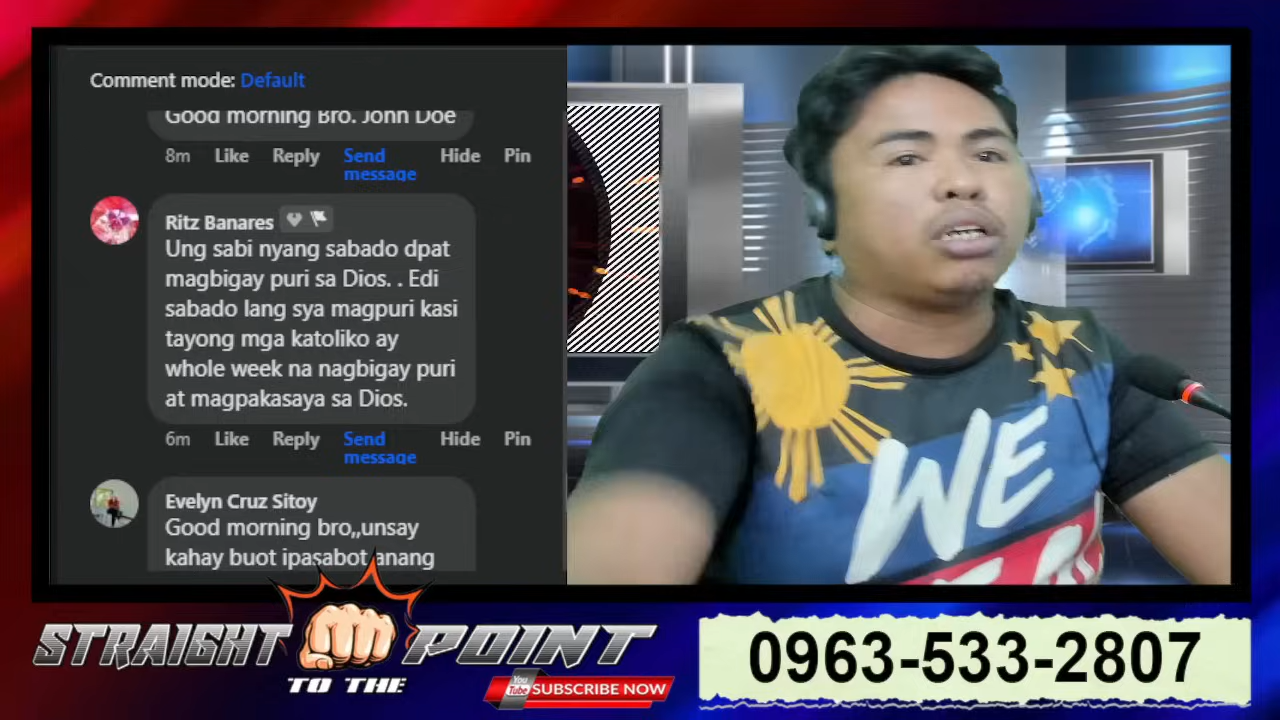 Comment mode: Default
Good morning Bro. John Doe
8m Like Reply Send message Hide Pin
Ritz Banares
Ung sabi nyang sabado dpat
magbigay puri sa Dios. . Edi
sabado lang sya magpuri kasi
tayong mga katoliko ay
whole week na nagbigay puri
at magpakasaya sa Dios.
6m Like Reply Send message Hide Pin
Evelyn Cruz Sitoy
Good morning bro,,unsay
kahay buot ipasabot anang
WE
STRAIGHT
TO THE
POINT
You Tube SUBSCRIBE NOW
0963-533-2807